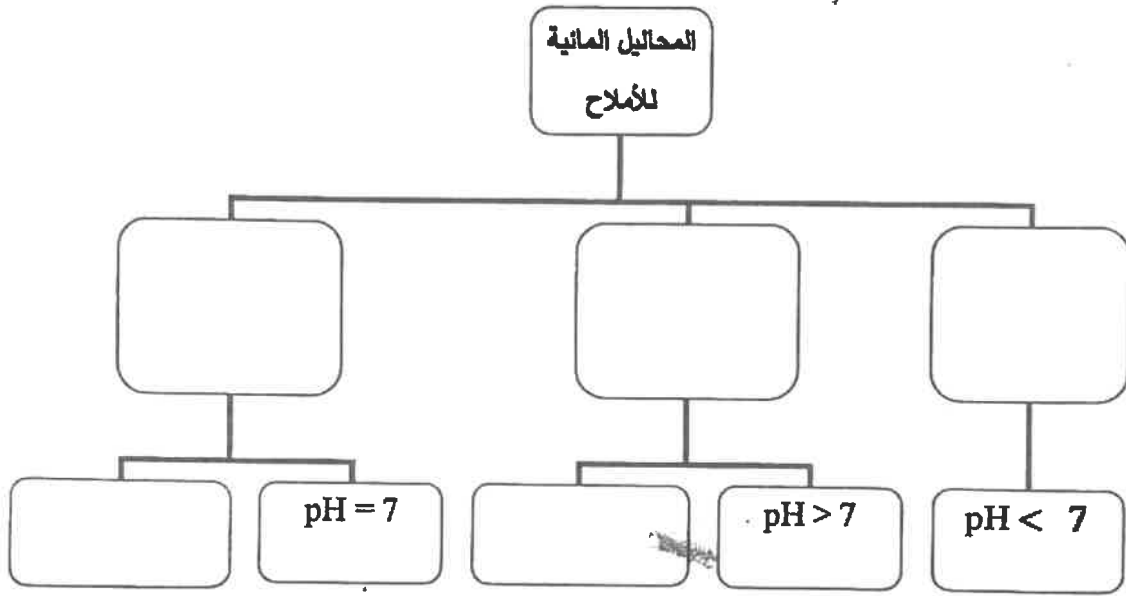 المحاليل المائية
للأملاح
pH < 7
pH > 7
pH = 7